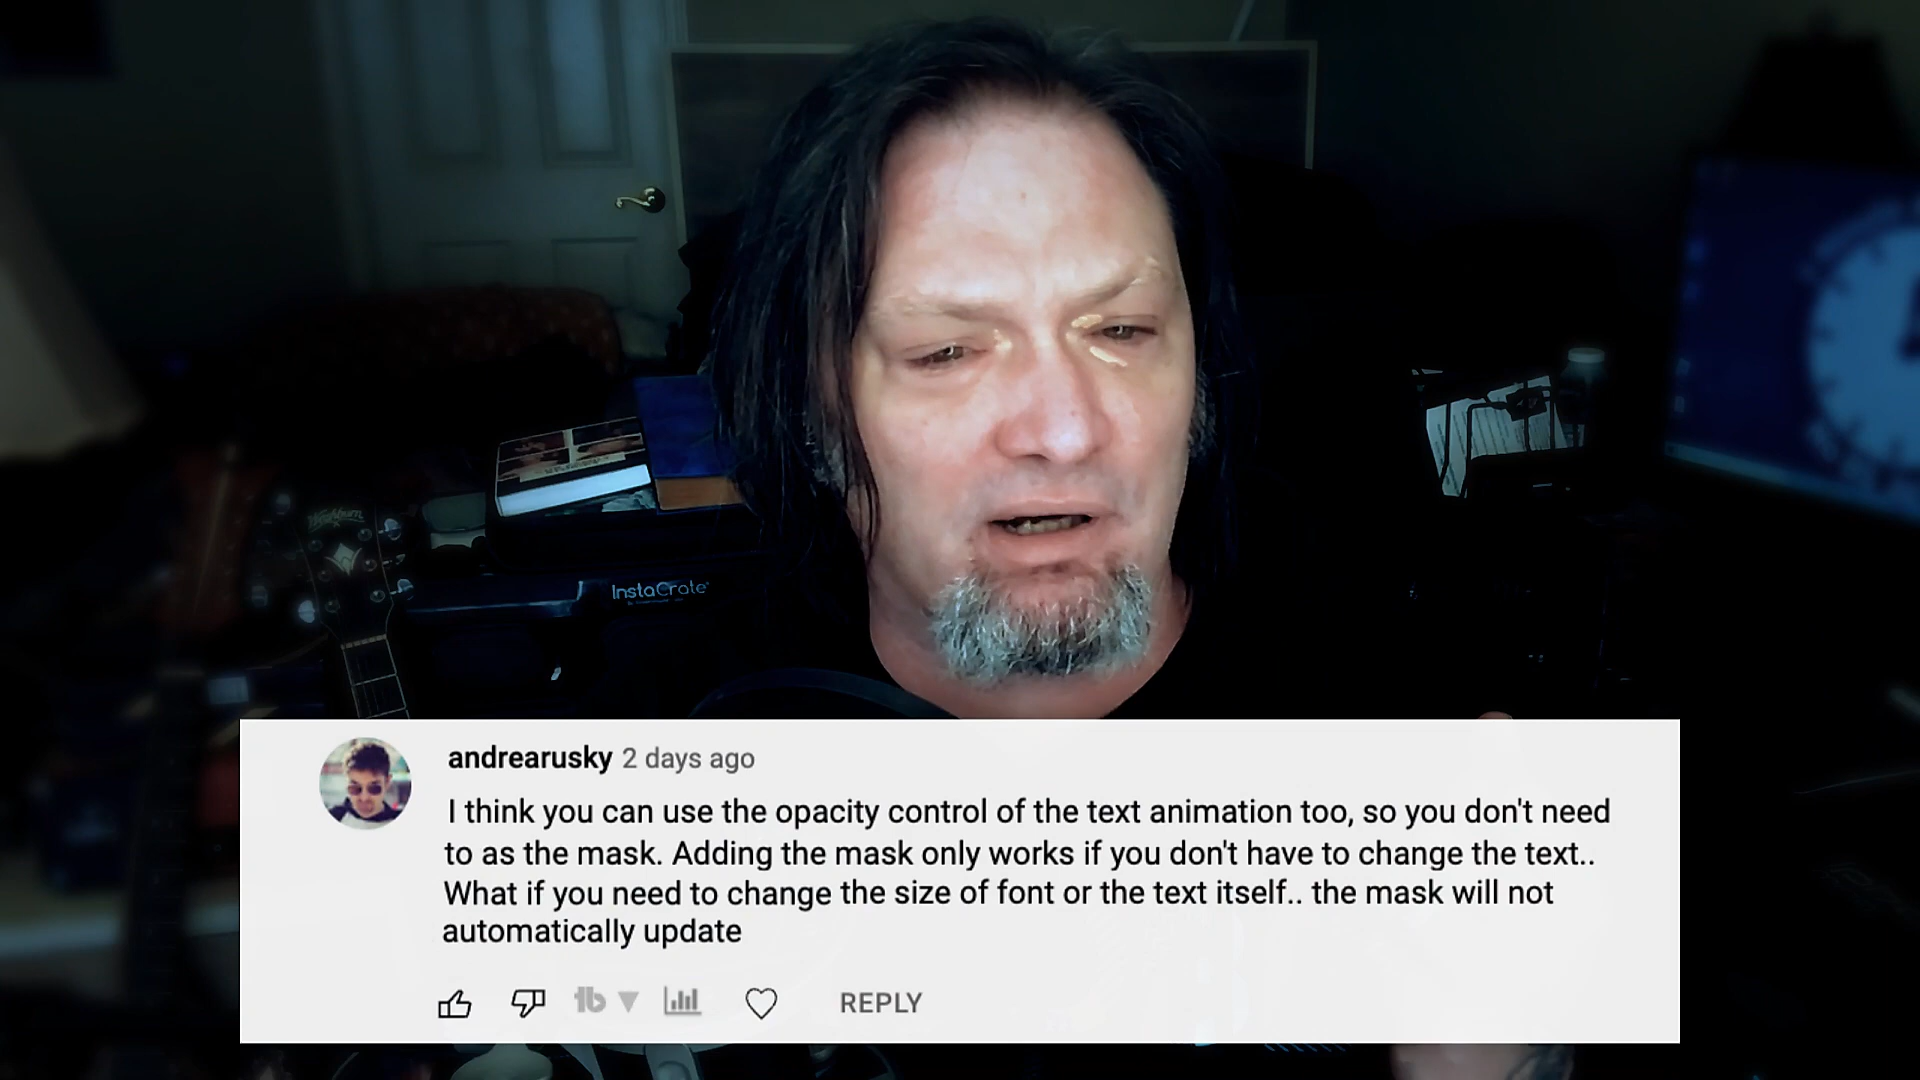 Washburn
InstaCrate
andrearusky 2 days ago
I think you can use the opacity control of the text animation too, so you don't need
to as the mask. Adding the mask only works if you don't have to change the text..
What if you need to change the size of font or the text itself.. the mask will not
automatically update
tb
REPLY